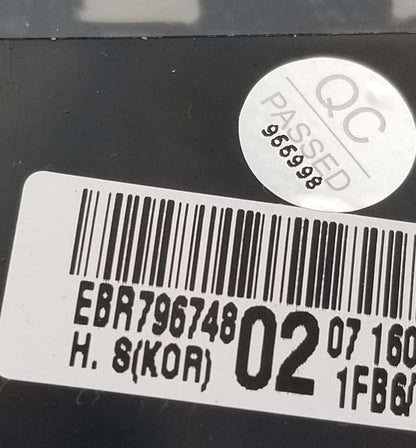 QC
PASSED
966998
EBR796748 02 07 160
H. S(KOR) 1FB6/